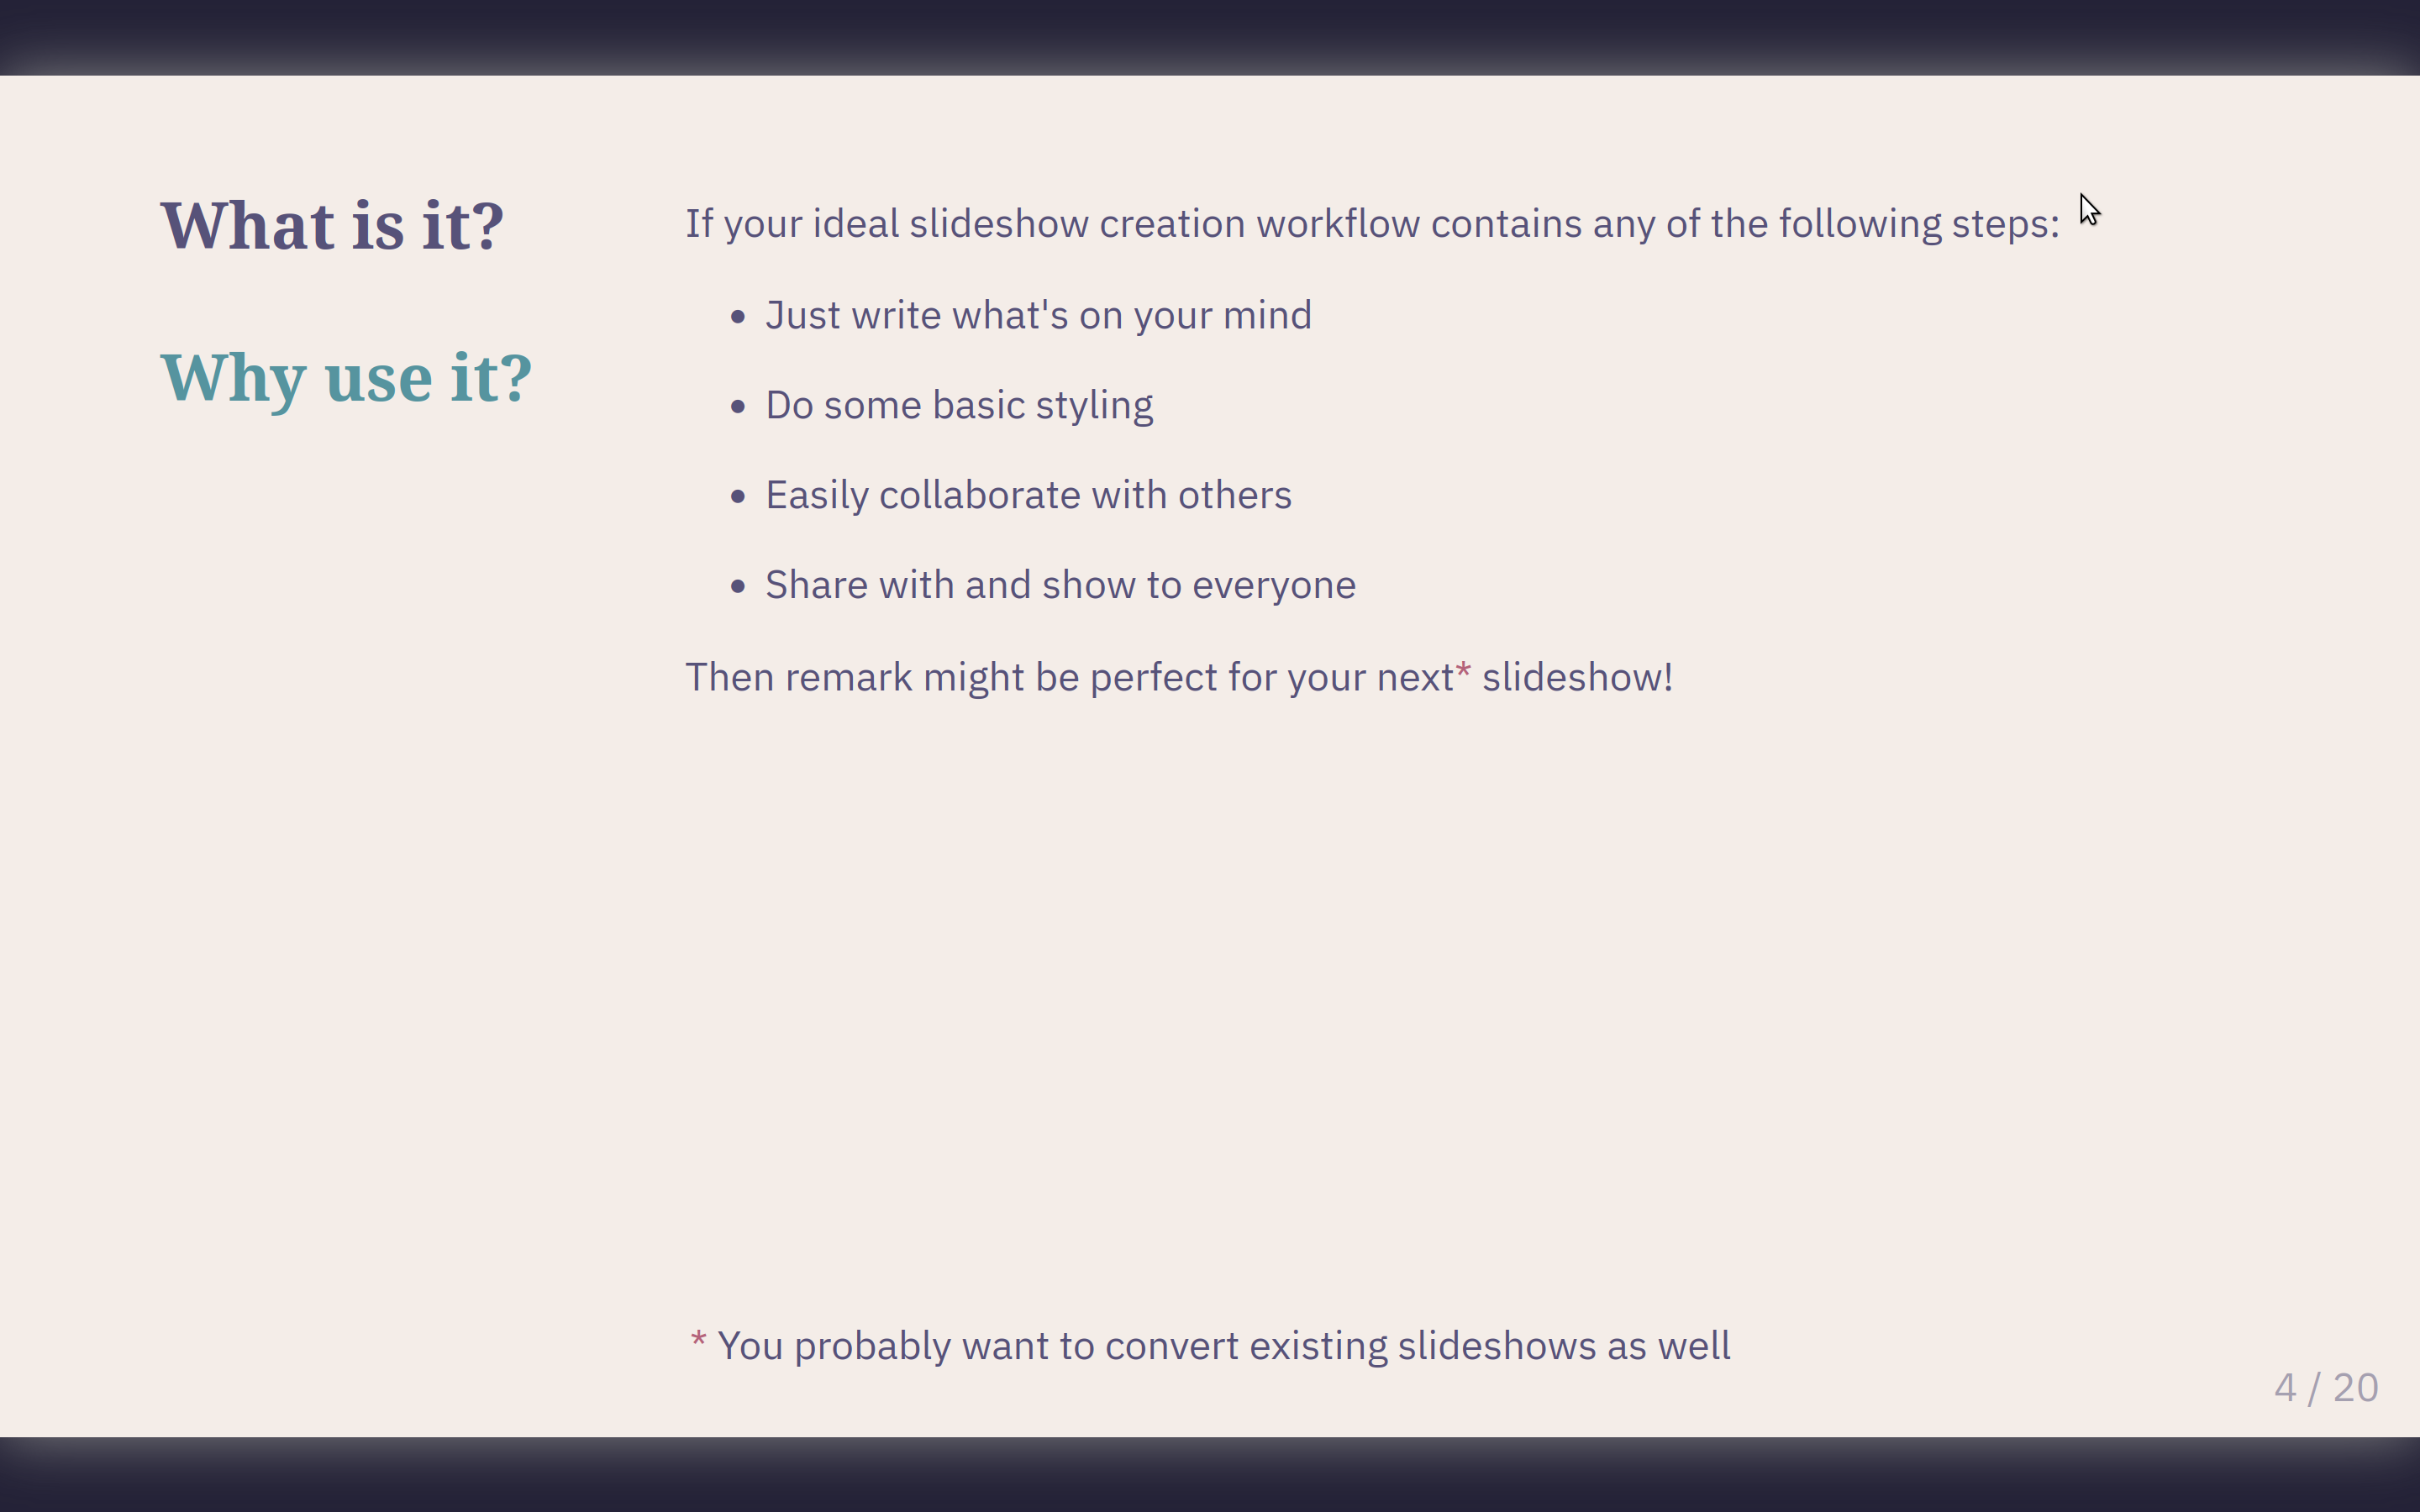 What is it?
Why use it?
If your ideal slideshow creation workflow contains any of the following steps:
• Just write what's on your mind
• Do some basic styling
• Easily collaborate with others
• Share with and show to everyone
Then remark might be perfect for your next* slideshow!
* You probably want to convert existing slideshows as well
4 / 20